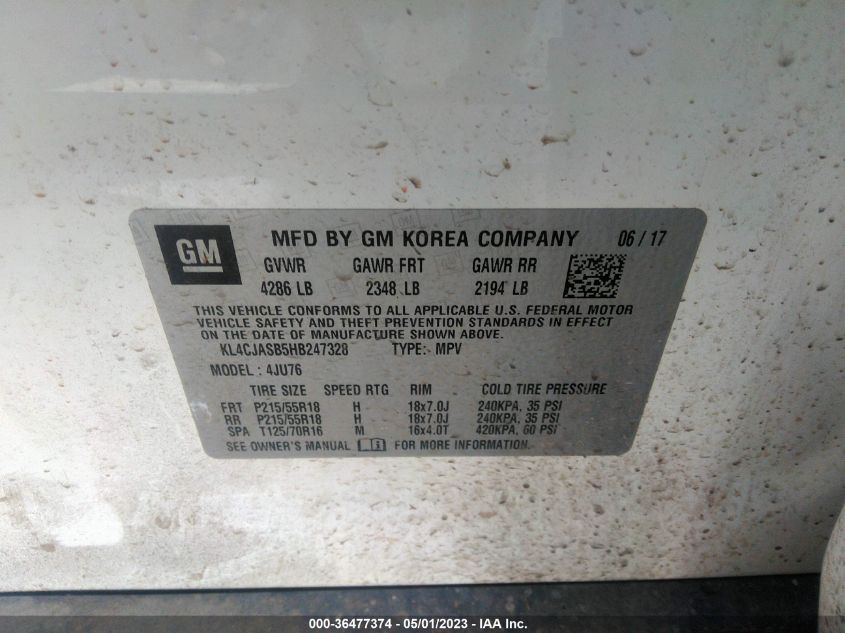 GM
MFD BY GM KOREA COMPANY 06/17
GVWR GAWR FRT GAWR RR
4286 LB 2348 LB 2194 LB
THIS VEHICLE CONFORMS TO ALL APPLICABLE U.S. FEDERAL MOTOR
VEHICLE SAFETY AND THEFT PREVENTION STANDARDS IN EFFECT
ON THE DATE OF MANUFACTURE SHOWN ABOVE.
KL4CJASB5HB247328 TYPE: MPV
MODEL : 4JU76
TIRE SIZE SPEED RTG RIM COLD TIRE PRESSURE
FRT P215/55R18 H 18x7.0J 240KPA, 35 PSI
RR P215/55R18 H 18x7.0J 240KPA, 35 PSI
SPA T125/70R16 M 16x4.0T 420KPA, 60 PSI
SEE OWNER'S MANUAL FOR MORE INFORMATION.
000-36477374 - 05/01/2023 - IAA Inc.